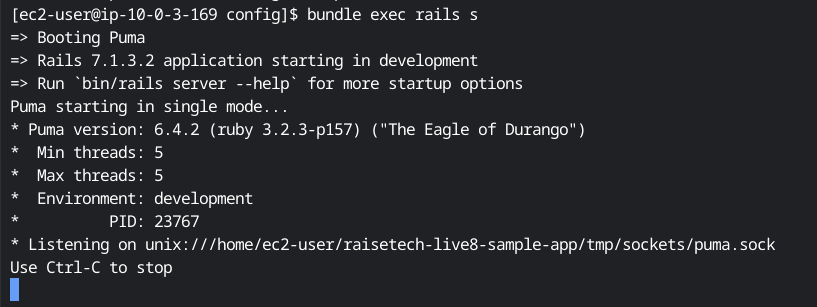 [ec2-user@ip-10-0-3-169 config]$ bundle exec rails s
=> Booting Puma
=> Rails 7.1.3.2 application starting in development
=> Run `bin/rails server --help` for more startup options
Puma starting in single mode...
* Puma version: 6.4.2 (ruby 3.2.3-p157) ("The Eagle of Durango")
*  Min threads: 5
*  Max threads: 5
*  Environment: development
*          PID: 23767
* Listening on unix:///home/ec2-user/raisetech-live8-sample-app/tmp/sockets/puma.sock
Use Ctrl-C to stop